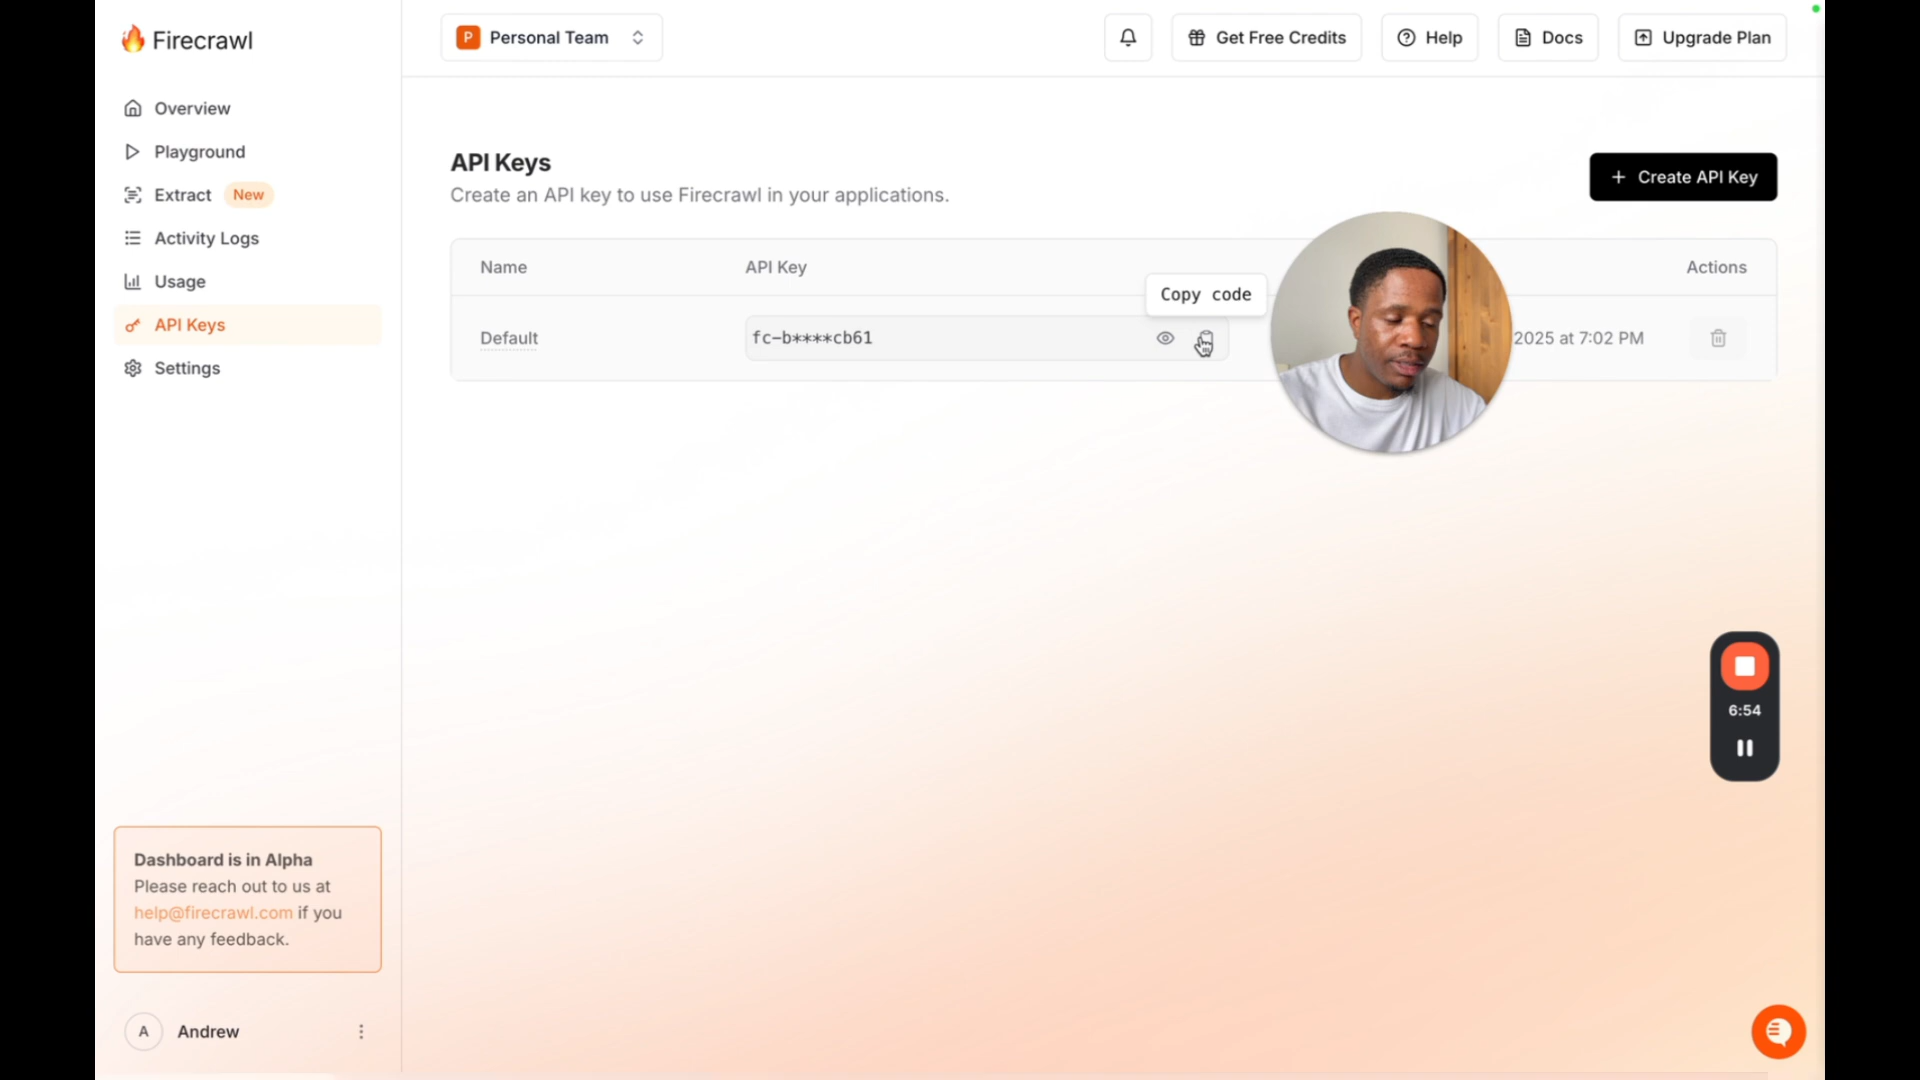 Firecrawl
P Personal Team
Get Free Credits
Help
Docs
Upgrade Plan
Overview
Playground
Extract New
Activity Logs
Usage
API Keys
Settings
API Keys
Create an API key to use Firecrawl in your applications.
+ Create API Key
Name
API Key
Actions
Copy code
Default
fc-b****cb61
2025 at 7:02 PM
6:54
Dashboard is in Alpha
Please reach out to us at
help@firecrawl.com if you
have any feedback.
A
Andrew